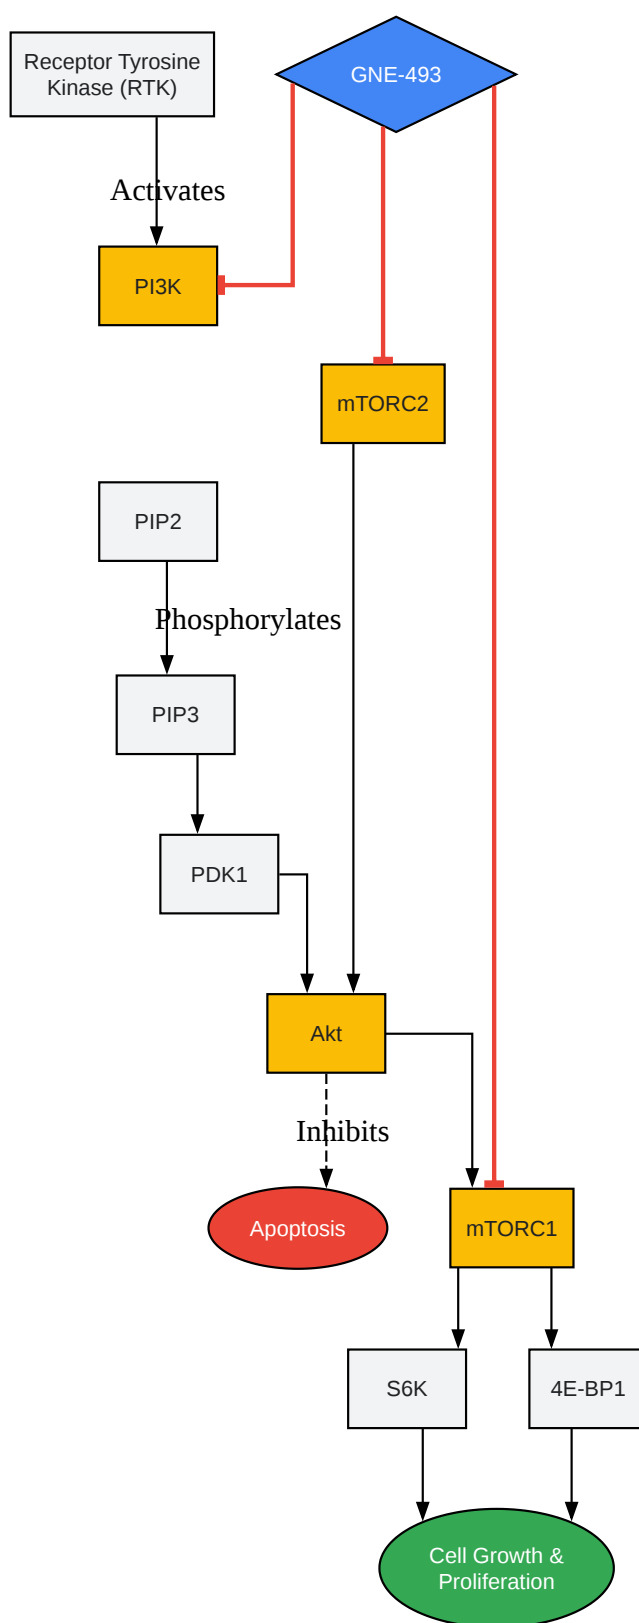 Receptor Tyrosine
Kinase (RTK)
GNE-493
Activates
PI3K
mTORC2
PIP2
Phosphorylates
PIP3
PDK1
Akt
Inhibits
Apoptosis
mTORC1
S6K
4E-BP1
Cell Growth &
Proliferation